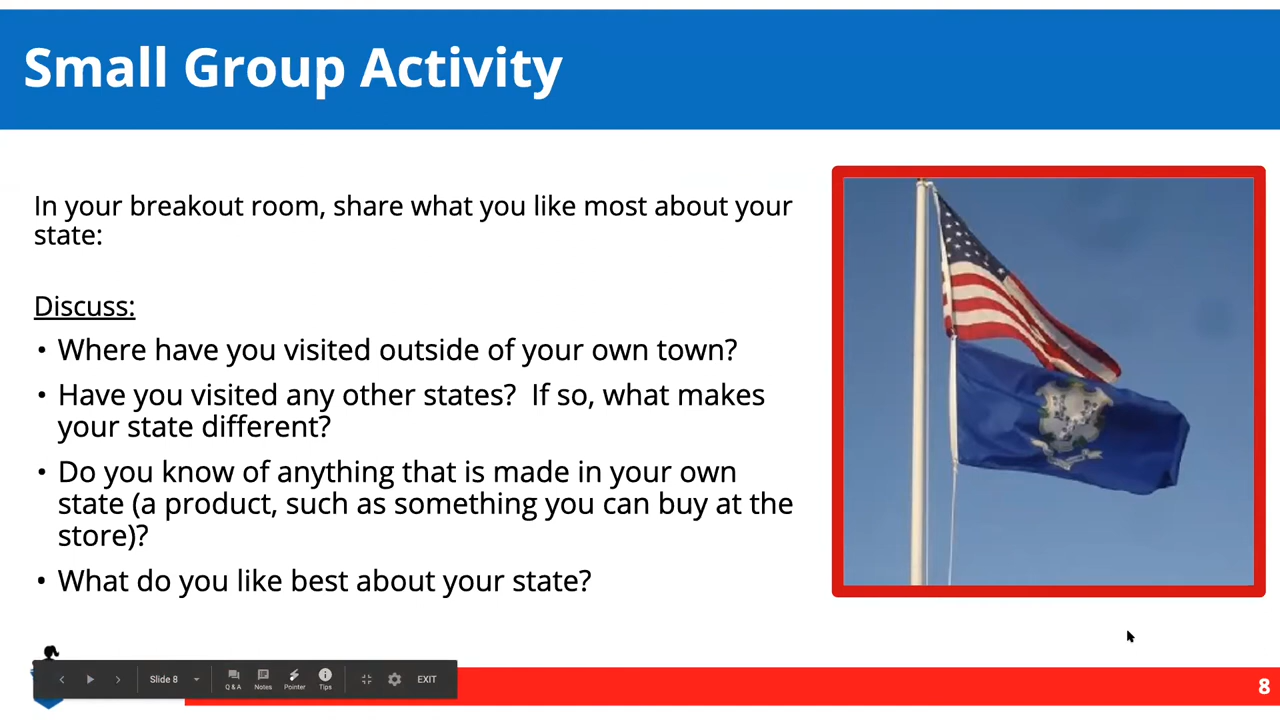 Small Group Activity
In your breakout room, share what you like most about your
state:
Discuss:
• Where have you visited outside of your own town?
• Have you visited any other states?  If so, what makes
your state different?
• Do you know of anything that is made in your own
state (a product, such as something you can buy at the
store)?
• What do you like best about your state?
Slide 8
Q & A
Notes
Pointer
Tips
EXIT
8